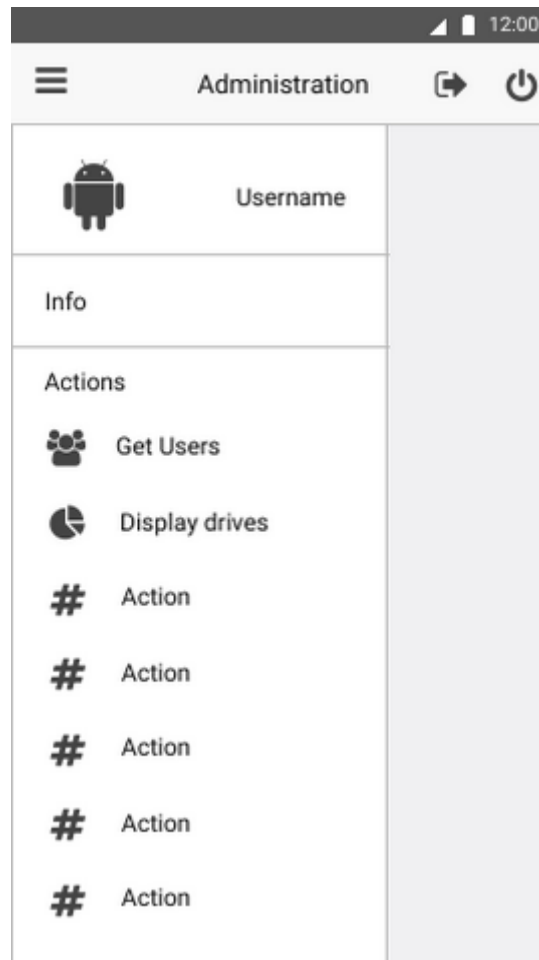 12:00
Administration
Username
Info
Actions
Get Users
Display drives
# Action
# Action
# Action
# Action
# Action